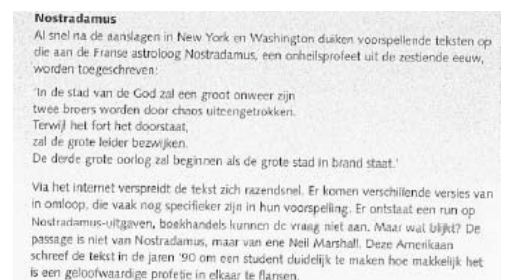 Nostradamus
Al snel na de aanslagen in New York en Washington duiken voorspellende teksten op
die aan de Franse astroloog Nostradamus, een onheilsprofeet uit de zestiende eeuw,
worden toegeschreven:
'In de stad van de God zal een groot onweer zijn
twee broers worden door chaos uiteengetrokken.
Terwijl het fort het doorstaat,
zal de grote leider bezwijken.
De derde grote oorlog zal beginnen als de grote stad in brand staat.'
Via het internet verspreidt de tekst zich razendsnel. Er komen verschillende versies van
in omloop, die vaak nog specifieker zijn in hun voorspelling. Er ontstaat een run op
Nostradamus-uitgaven, boekhandels kunnen de vraag niet aan. Maar wat blijkt? De
passage is niet van Nostradamus, maar van ene Neil Marshall. Deze Amerikaan
schreef de tekst in de jaren '90 om een student duidelijk te maken hoe makkelijk het
is een geloofwaardige profetie in elkaar te flansen.